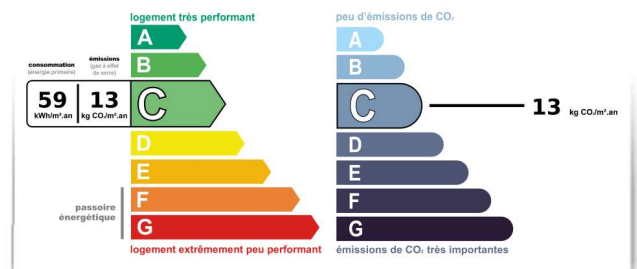 logement très performant
A
B
consommation
(énergie primaire)
émissions
(gaz à effet
de serre)
59
kWh/m².an
13
kg CO₂/m².an
C
D
E
F
G
passoire
énergétique
logement extrêmement peu performant
peu d'émissions de CO₂
A
B
C
13 kg CO₂/m².an
D
E
F
G
émissions de CO₂ très importantes